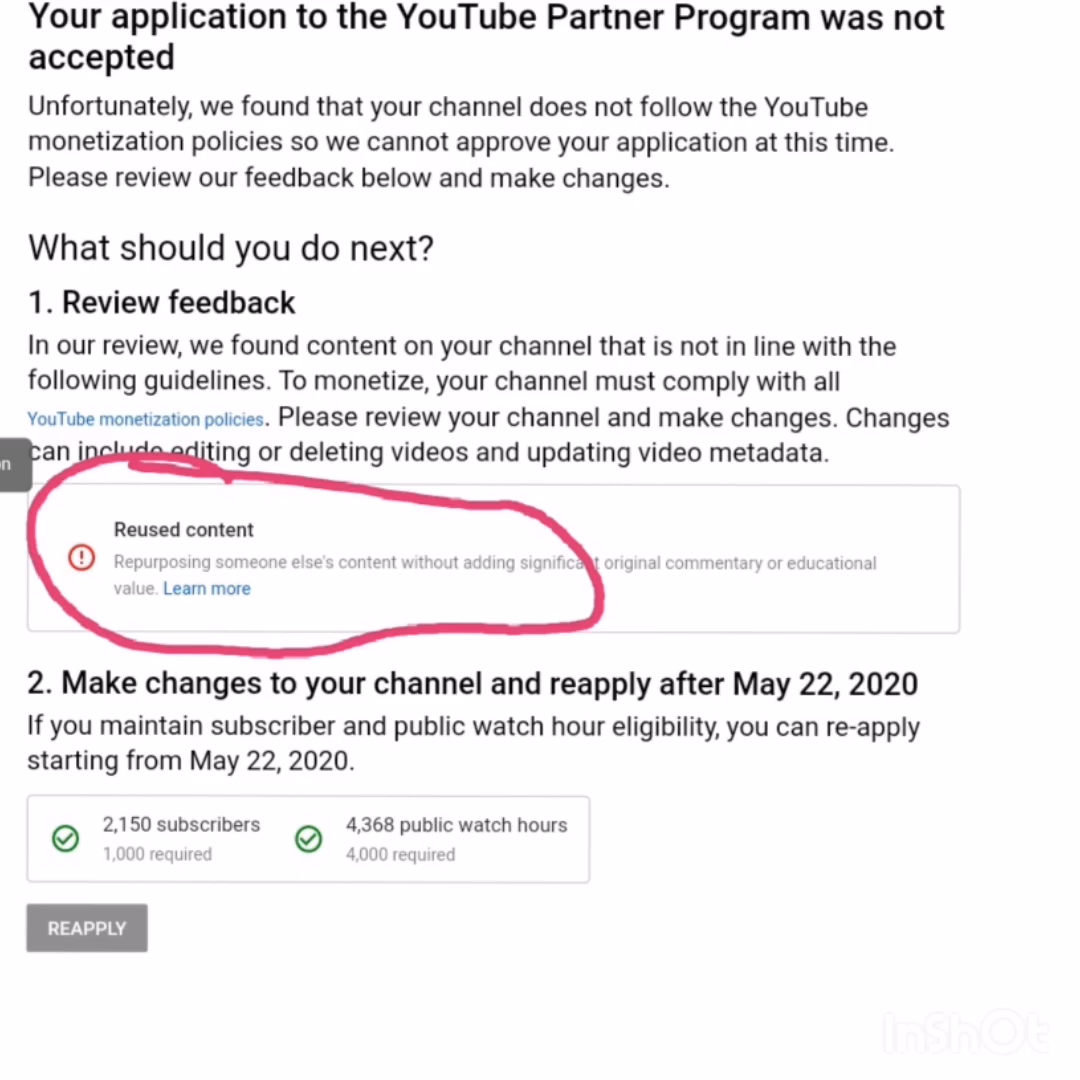 Your application to the YouTube Partner Program was not
accepted
Unfortunately, we found that your channel does not follow the YouTube
monetization policies so we cannot approve your application at this time.
Please review our feedback below and make changes.
What should you do next?
1. Review feedback
In our review, we found content on your channel that is not in line with the
following guidelines. To monetize, your channel must comply with all
YouTube monetization policies. Please review your channel and make changes. Changes
can include editing or deleting videos and updating video metadata.
Reused content
Repurposing someone else's content without adding significant original commentary or educational
value. Learn more
2. Make changes to your channel and reapply after May 22, 2020
If you maintain subscriber and public watch hour eligibility, you can re-apply
starting from May 22, 2020.
2,150 subscribers 4,368 public watch hours
1,000 required 4,000 required
REAPPLY
InShOt